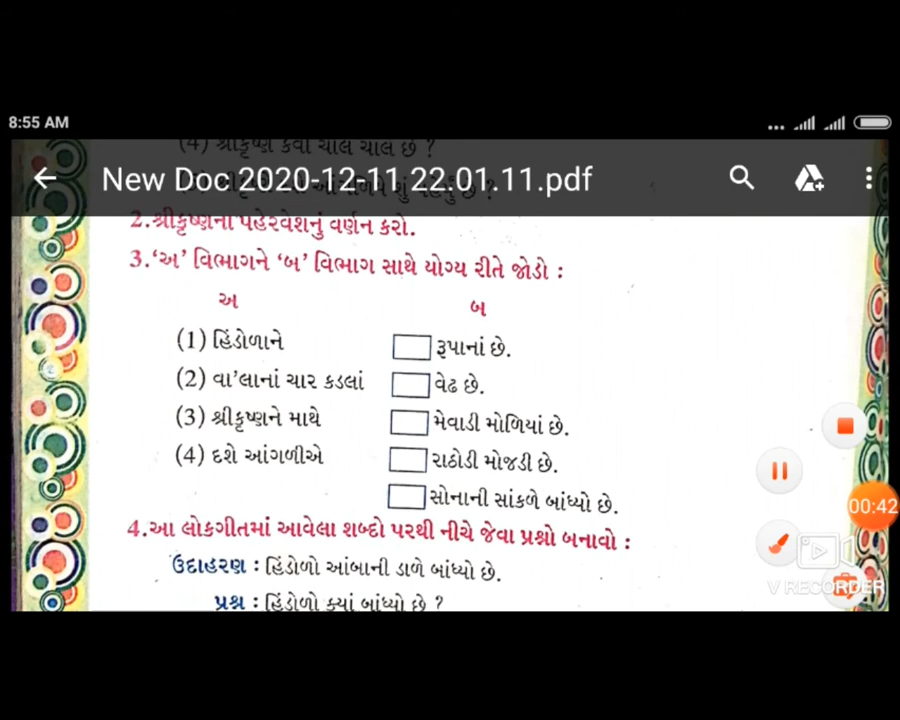 8:55 AM
(4) શ્રીકૃષ્ણ કેવી ચાલ ચાલે છે ?
New Doc 2020-12-11 22.01.11.pdf
2.શ્રીકૃષ્ણના પહેરવેશનું વર્ણન કરો.
3.‘અ’ વિભાગને ‘બ’ વિભાગ સાથે યોગ્ય રીતે જોડો :
અ બ
(1) હિંડોળાને રૂપાનાં છે.
(2) વા’લાનાં ચાર કડલાં વેઢ છે.
(3) શ્રીકૃષ્ણને માથે મેવાડી મોળિયાં છે.
(4) દશે આંગળીએ રાઠોડી મોજડી છે.
સોનાની સાંકળે બાંધ્યો છે.
00:42
4.આ લોકગીતમાં આવેલા શબ્દો પરથી નીચે જેવા પ્રશ્નો બનાવો :
ઉદાહરણ : હિંડોળો આંબાની ડાળે બાંધ્યો છે.
V RECORDER
પ્રશ્ન : હિંડોળો ક્યાં બાંધ્યો છે ?